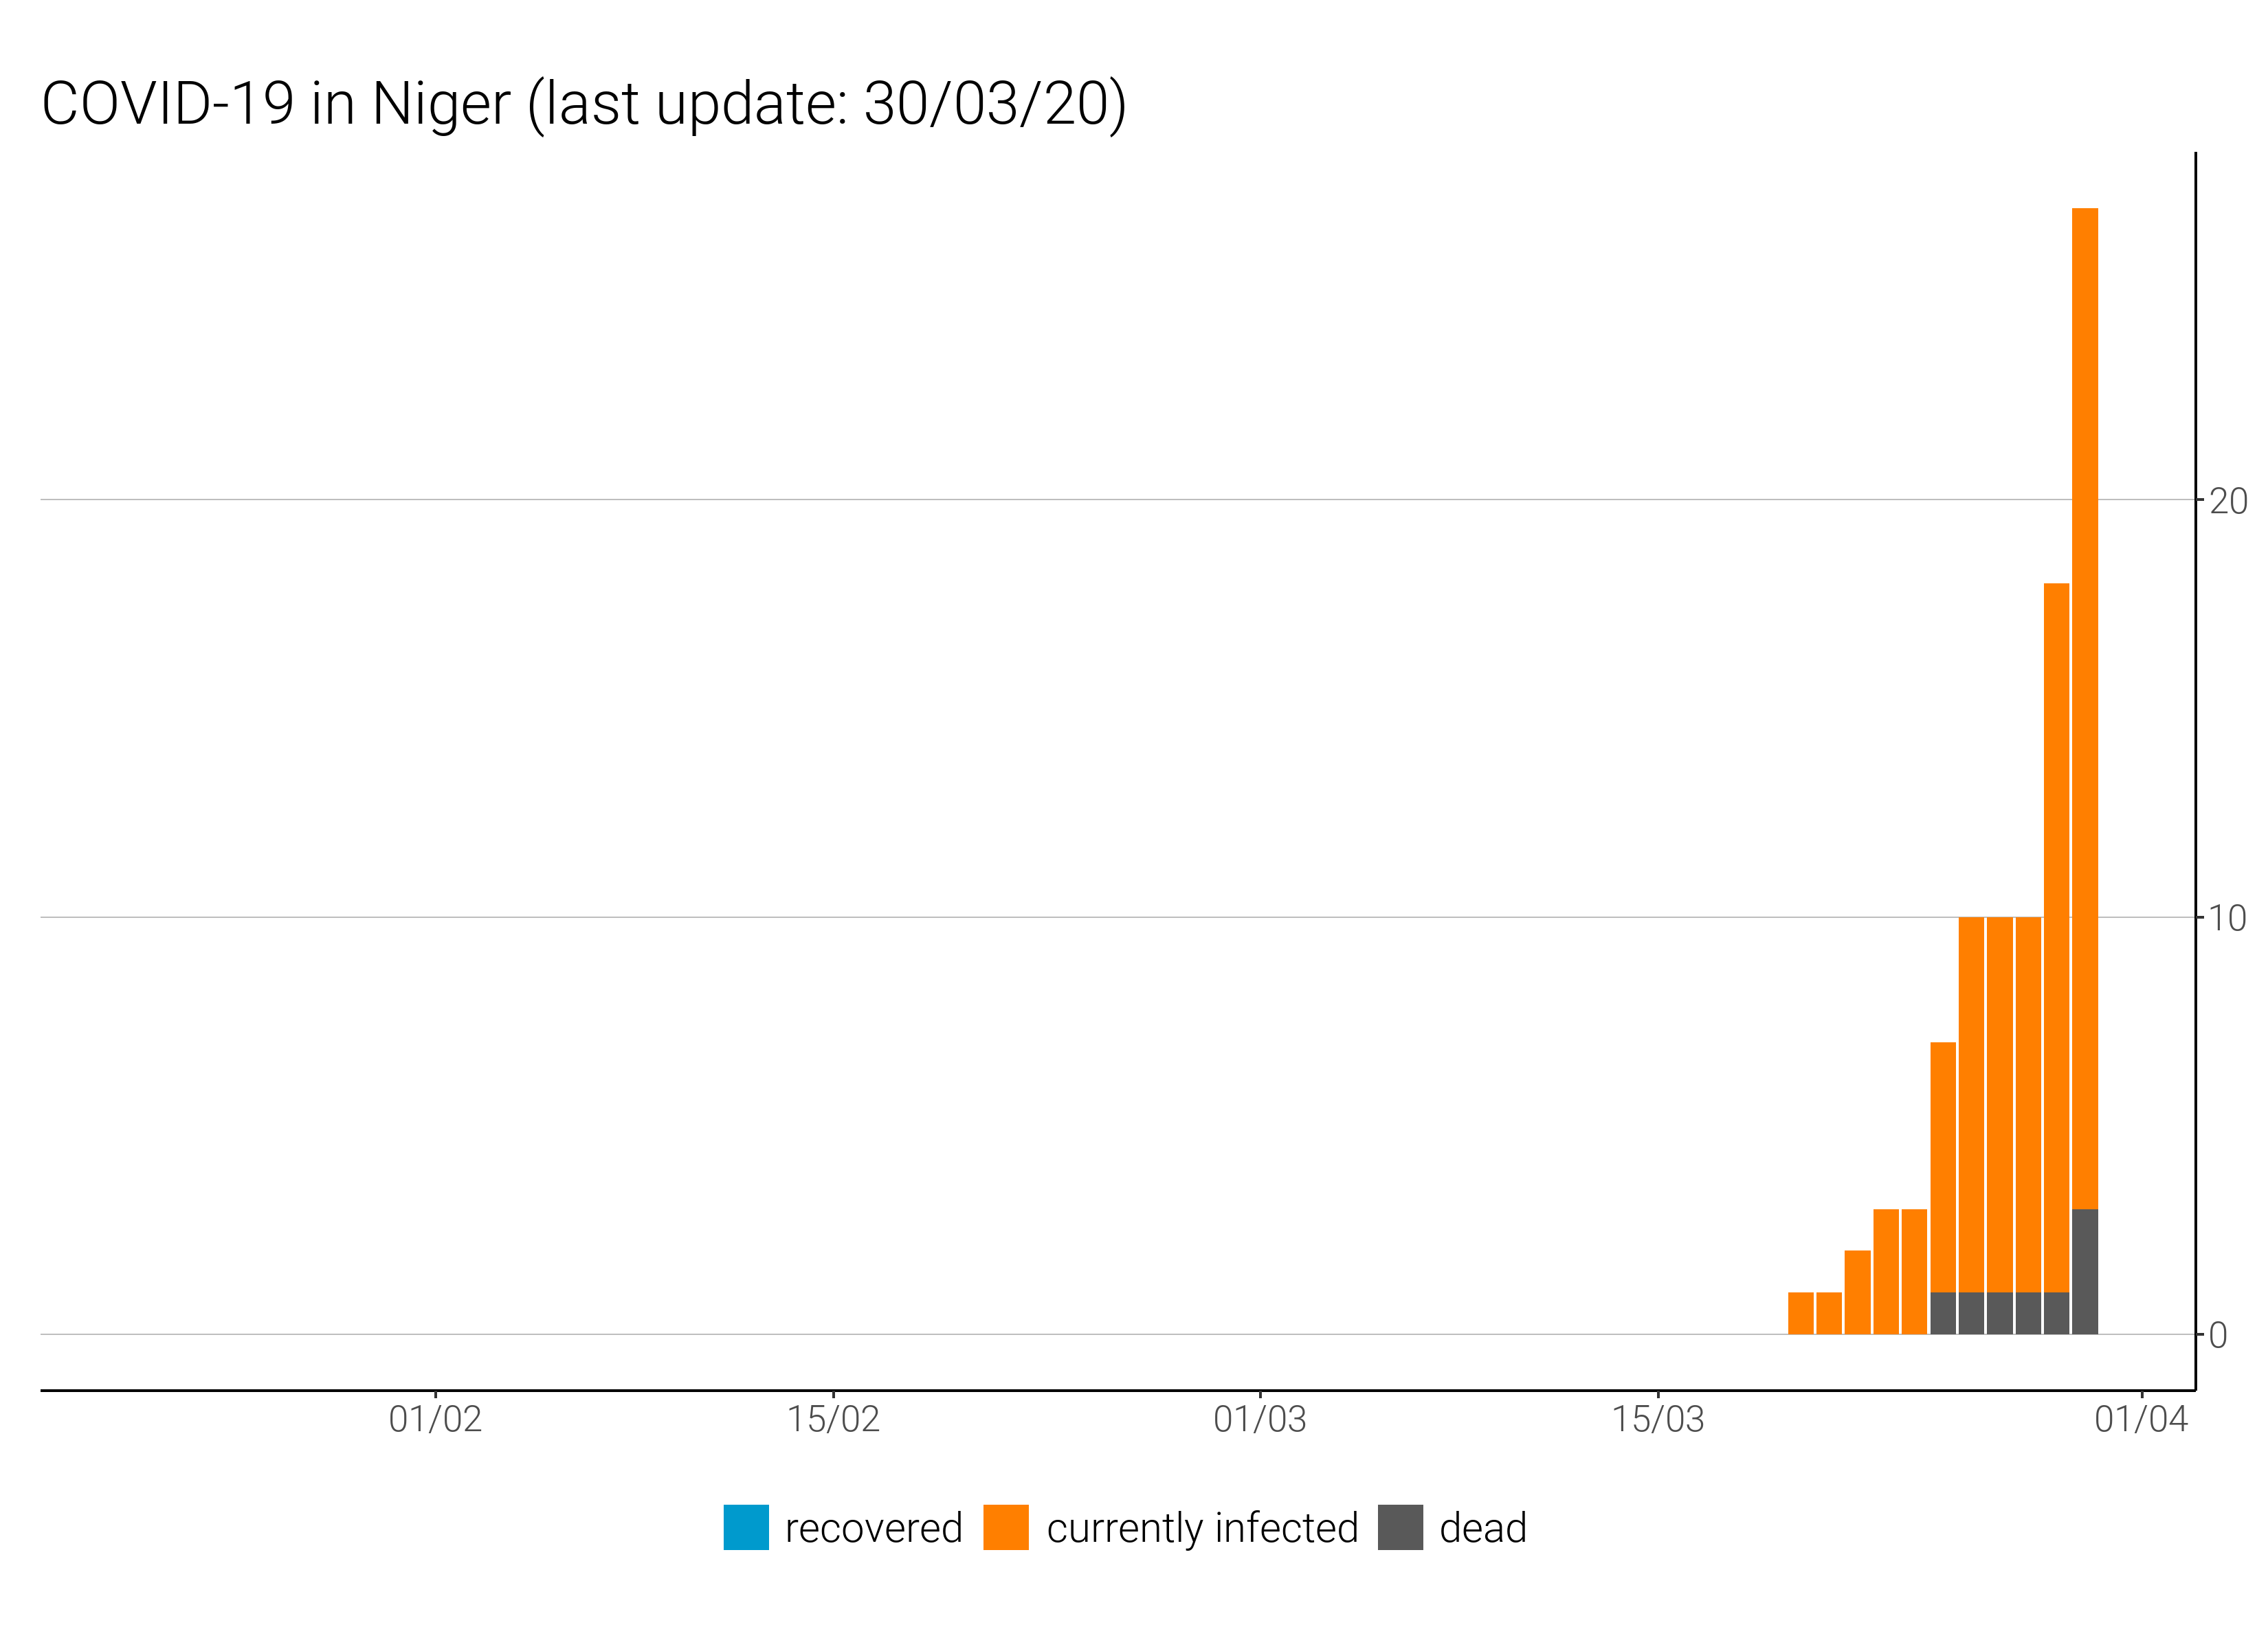 COVID-19 in Niger (last update: 30/03/20)
20
10
0
01/02 15/02 01/03 15/03 01/04
recovered currently infected dead